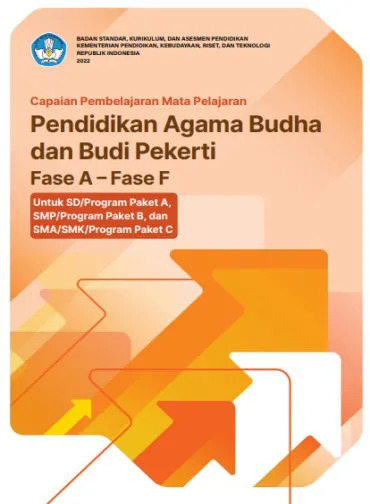 BADAN STANDAR, KURIKULUM, DAN ASESMEN PENDIDIKAN
KEMENTERIAN PENDIDIKAN, KEBUDAYAAN, RISET, DAN TEKNOLOGI
REPUBLIK INDONESIA
2022
Capaian Pembelajaran Mata Pelajaran
Pendidikan Agama Budha
dan Budi Pekerti
Fase A – Fase F
Untuk SD/Program Paket A,
SMP/Program Paket B, dan
SMA/SMK/Program Paket C